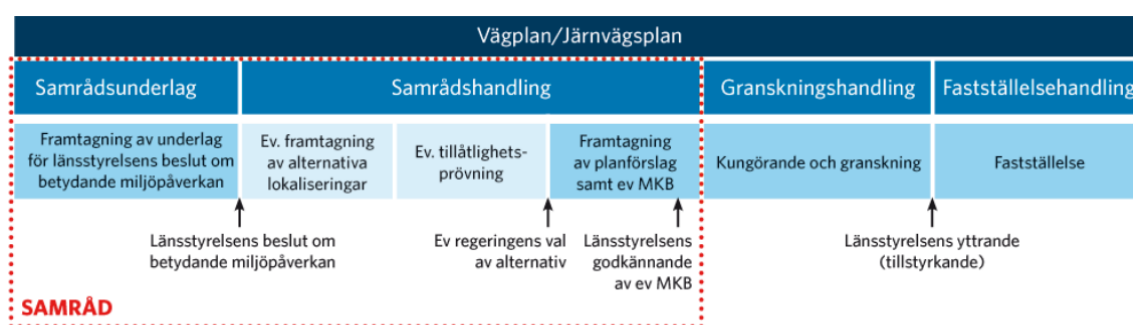 Vägplan/Järnvägsplan
Samrådsunderlag
Samrådshandling
Granskningshandling
Fastställelsehandling
Framtagning av underlag
för länsstyrelsens beslut om
betydande miljöpåverkan
Ev. framtagning
av alternativa
lokaliseringar
Ev. tillåtlighets-
prövning
Framtagning
av planförslag
samt ev MKB
Kungörande och granskning
Fastställelse
Länsstyrelsens beslut om
betydande miljöpåverkan
Ev regeringens val
av alternativ
Länsstyrelsens
godkännande
av ev MKB
Länsstyrelsens yttrande
(tillstyrkande)
SAMRÅD